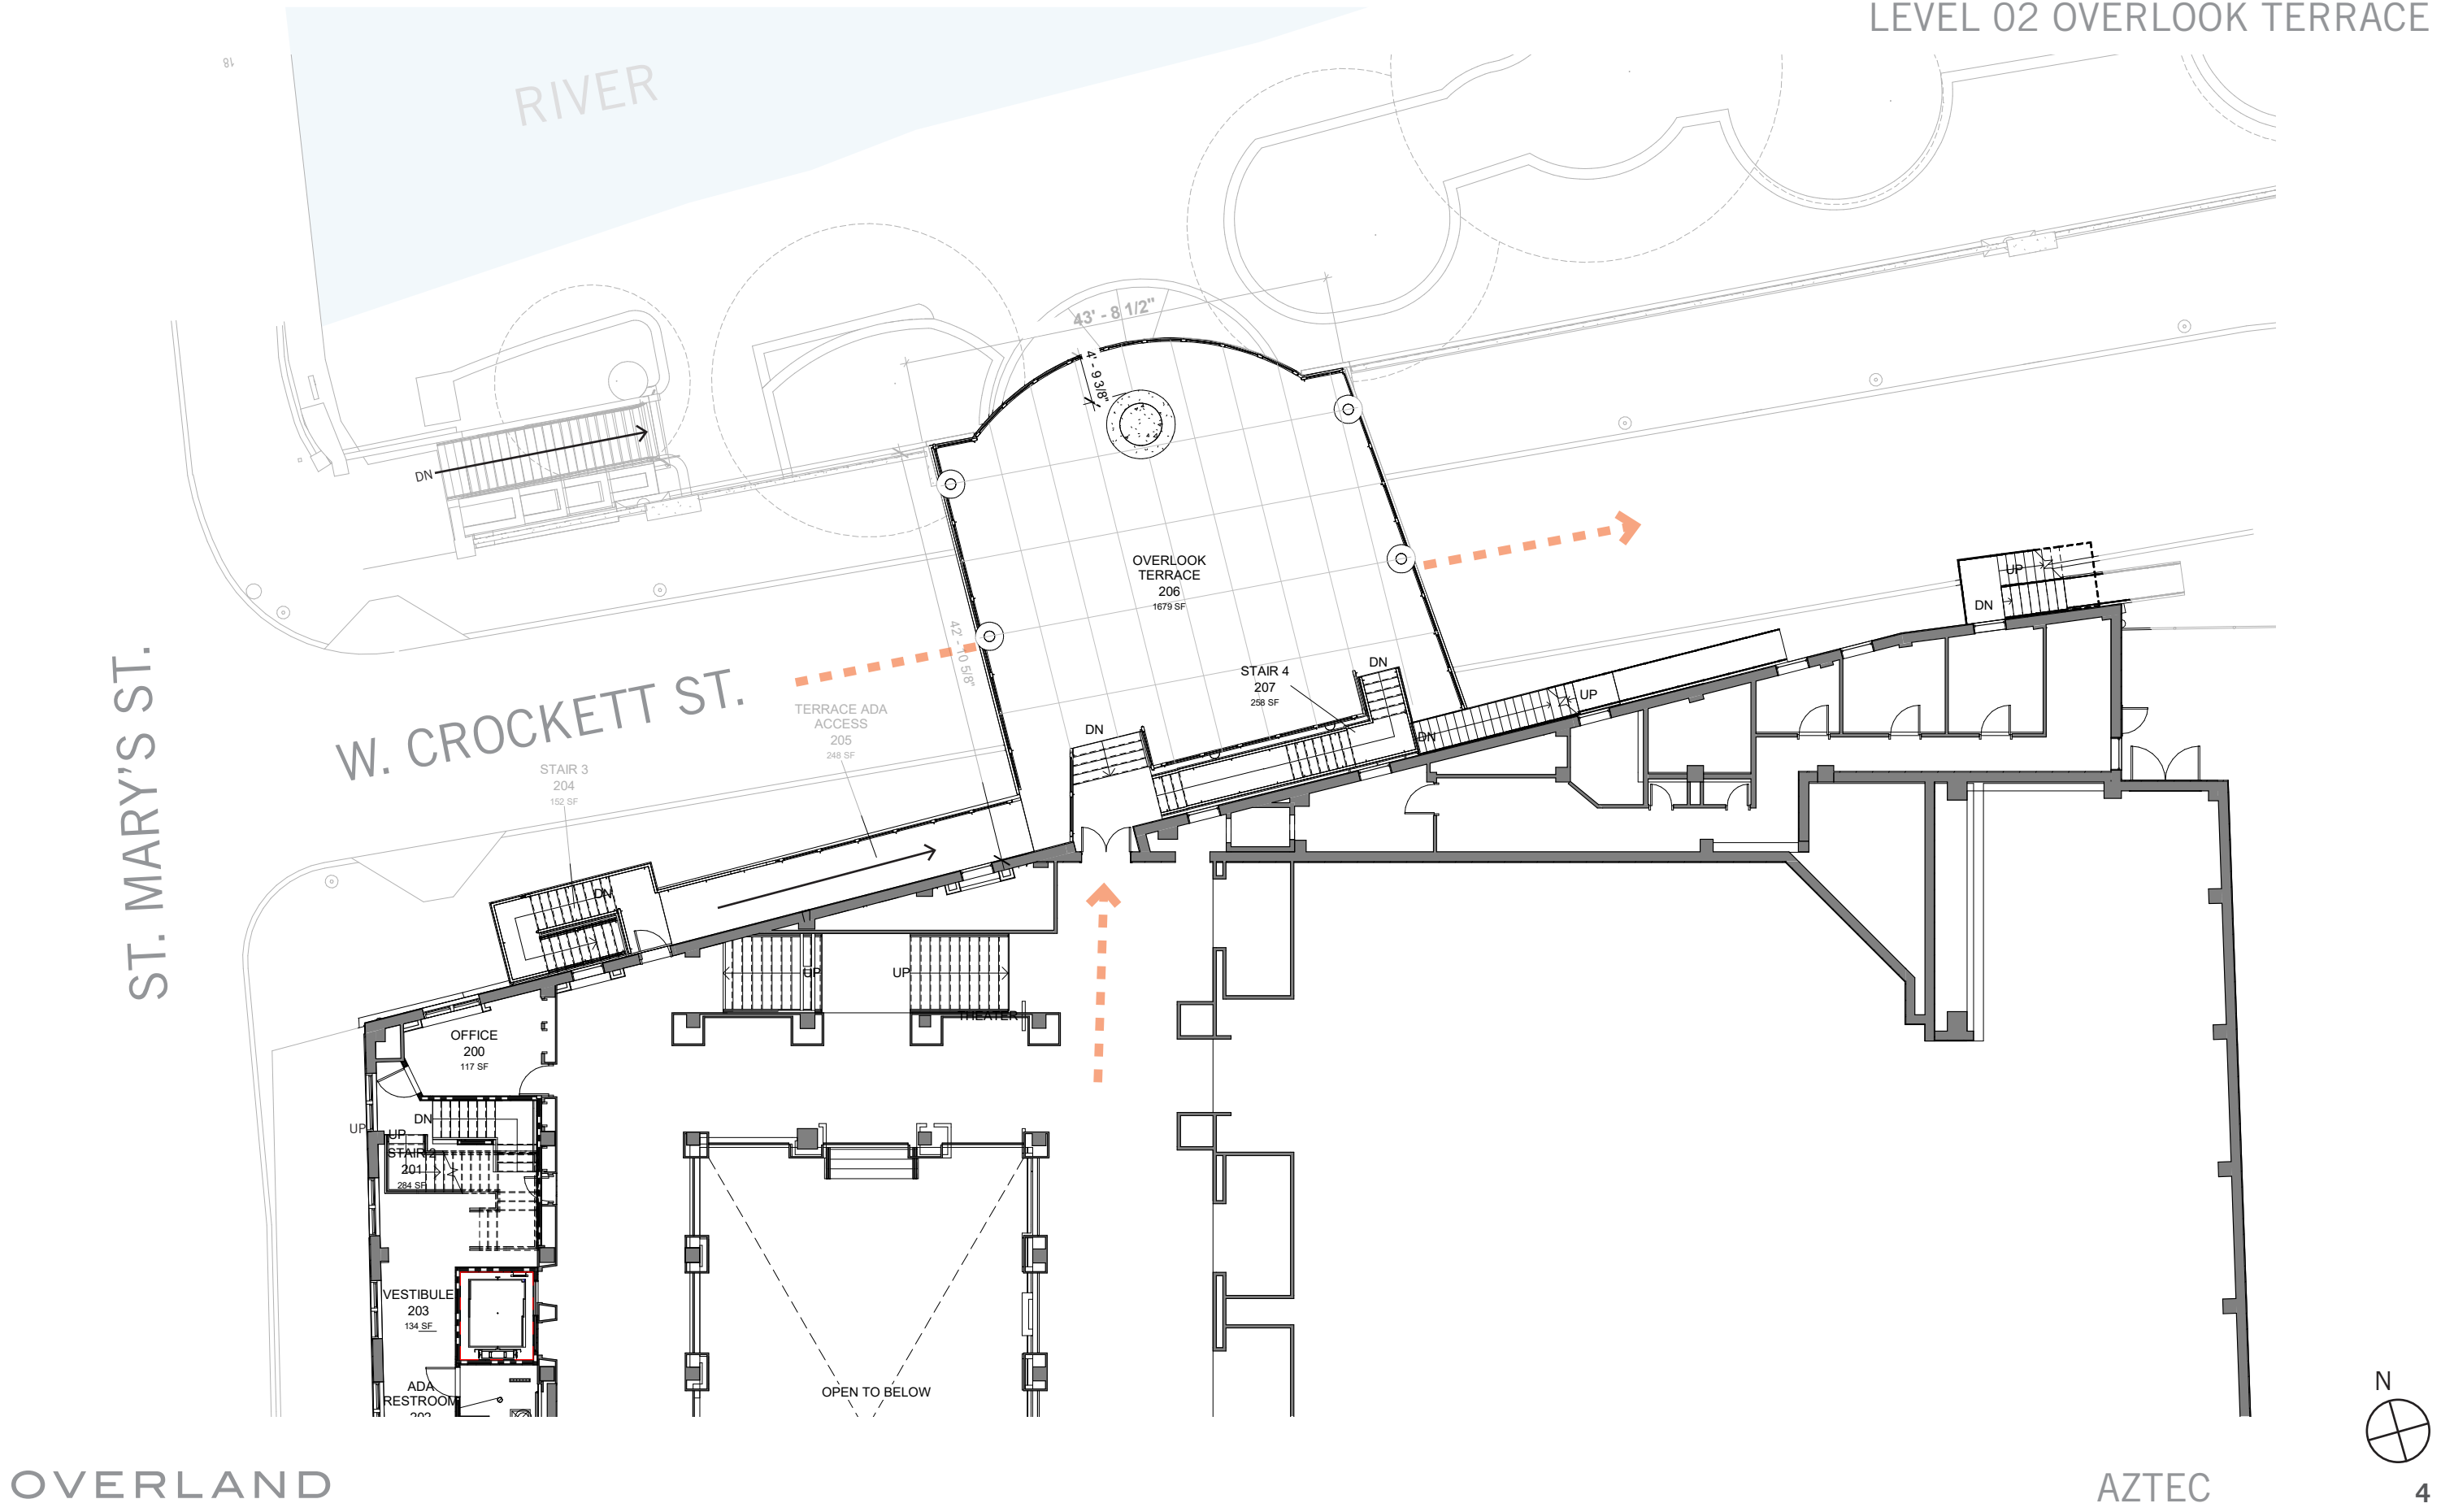 LEVEL 02 OVERLOOK TERRACE
18
RIVER
43' - 8 1/2"
4' - 9 3/8"
DN
OVERLOOK
TERRACE
206
1679 SF
UP
DN
42' - 10 5/8"
STAIR 4
207
258 SF
DN
UP
DN
DN
W. CROCKETT ST.
ST. MARY'S ST.
TERRACE ADA
ACCESS
205
248 SF
STAIR 3
204
152 SF
DN
UP
UP
THEATER
OFFICE
200
117 SF
DN
UP
UP
STAIR 2
201
284 SF
VESTIBULE
203
134 SF
ADA
RESTROOM
202
OPEN TO BELOW
N
OVERLAND
AZTEC
4